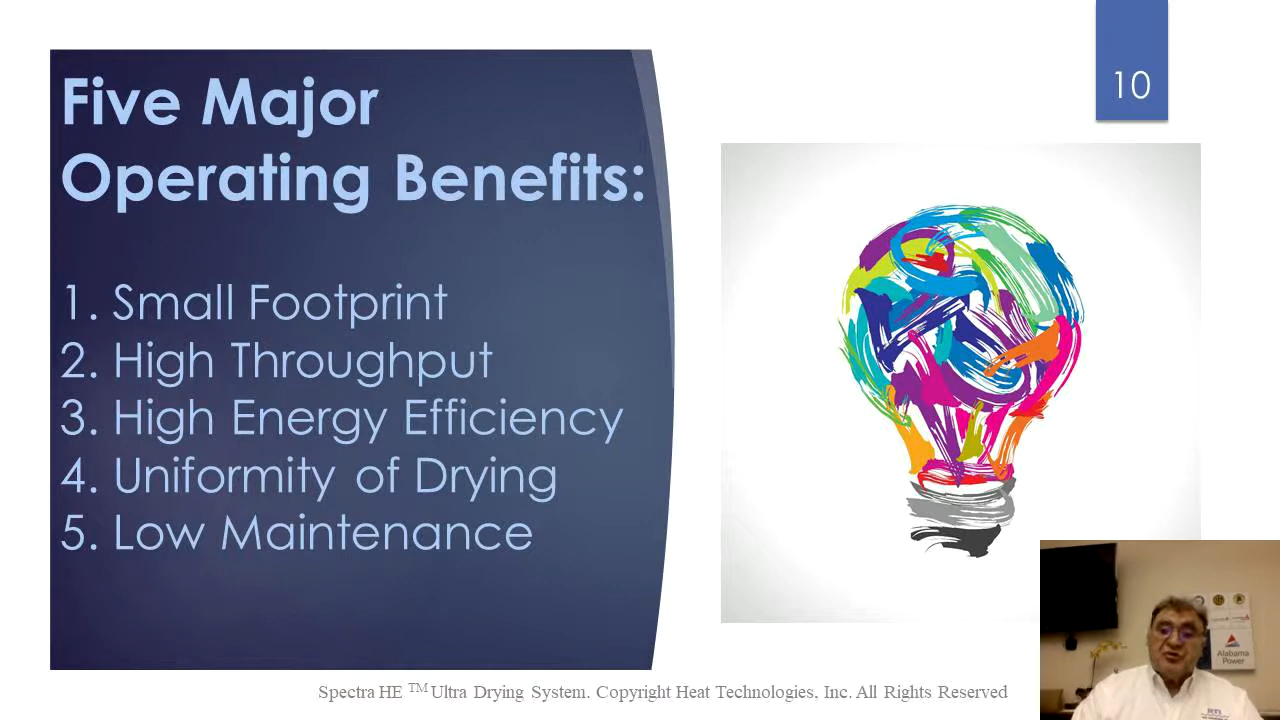 10
Five Major
Operating Benefits:
1. Small Footprint
2. High Throughput
3. High Energy Efficiency
4. Uniformity of Drying
5. Low Maintenance
Alabama
Power
Spectra HE TM Ultra Drying System. Copyright Heat Technologies, Inc. All Rights Reserved